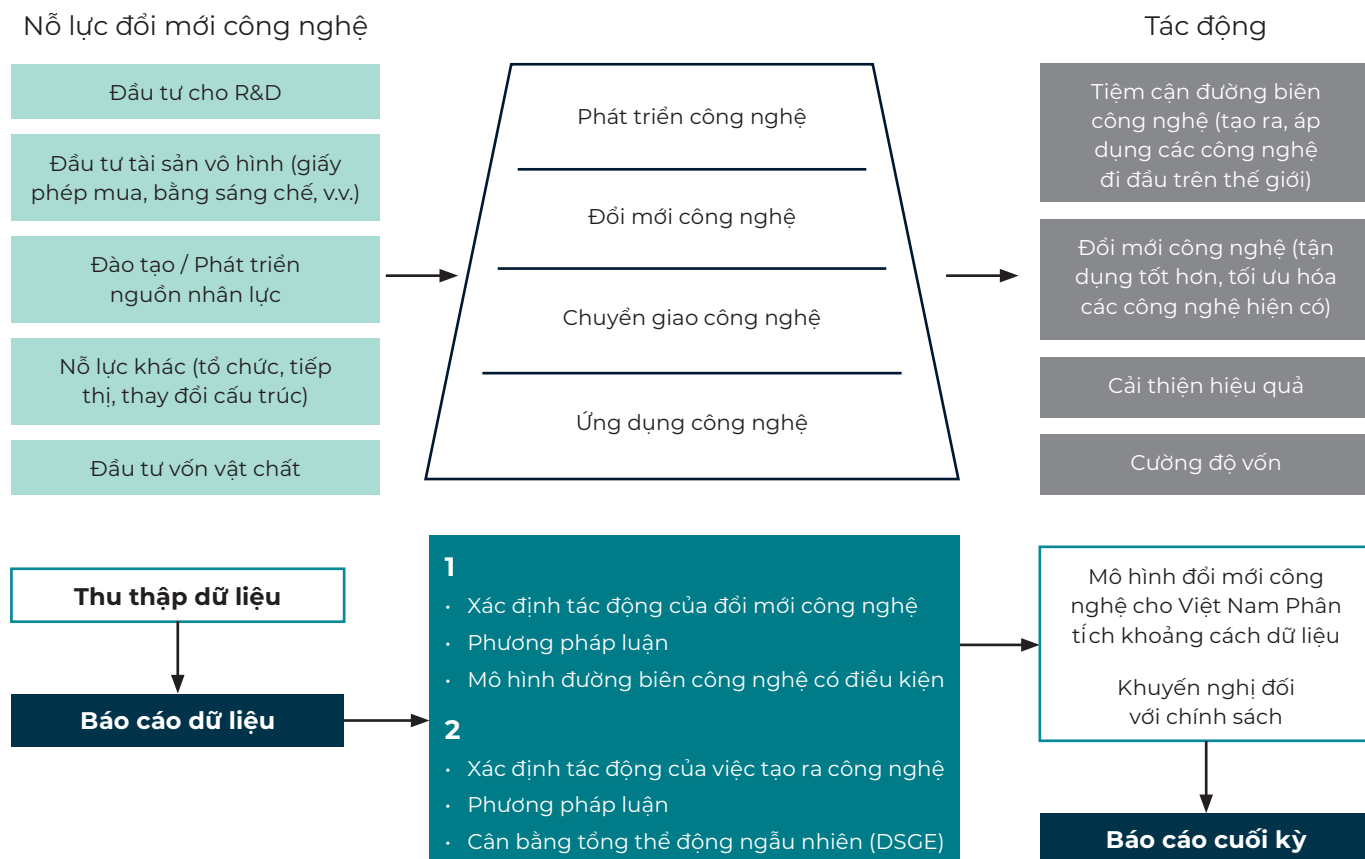 Nỗ lực đổi mới công nghệ
Đầu tư cho R&D
Đầu tư tài sản vô hình (giấy
phép mua, bằng sáng chế, v.v.)
Đào tạo / Phát triển
nguồn nhân lực
Nỗ lực khác (tổ chức, tiếp
thị, thay đổi cấu trúc)
Đầu tư vốn vật chất
Phát triển công nghệ
Đổi mới công nghệ
Chuyển giao công nghệ
Ứng dụng công nghệ
Tác động
Tiệm cận đường biên
công nghệ (tạo ra, áp
dụng các công nghệ
đi đầu trên thế giới)
Đổi mới công nghệ (tận
dụng tốt hơn, tối ưu hóa
các công nghệ hiện có)
Cải thiện hiệu quả
Cường độ vốn
Thu thập dữ liệu
Báo cáo dữ liệu
1
• Xác định tác động của đổi mới công nghệ
• Phương pháp luận
• Mô hình đường biên công nghệ có điều kiện
2
• Xác định tác động của việc tạo ra công nghệ
• Phương pháp luận
• Cân bằng tổng thể động ngẫu nhiên (DSGE)
Mô hình đổi mới công
nghệ cho Việt Nam Phân
tích khoảng cách dữ liệu
Khuyến nghị đối
với chính sách
Báo cáo cuối kỳ